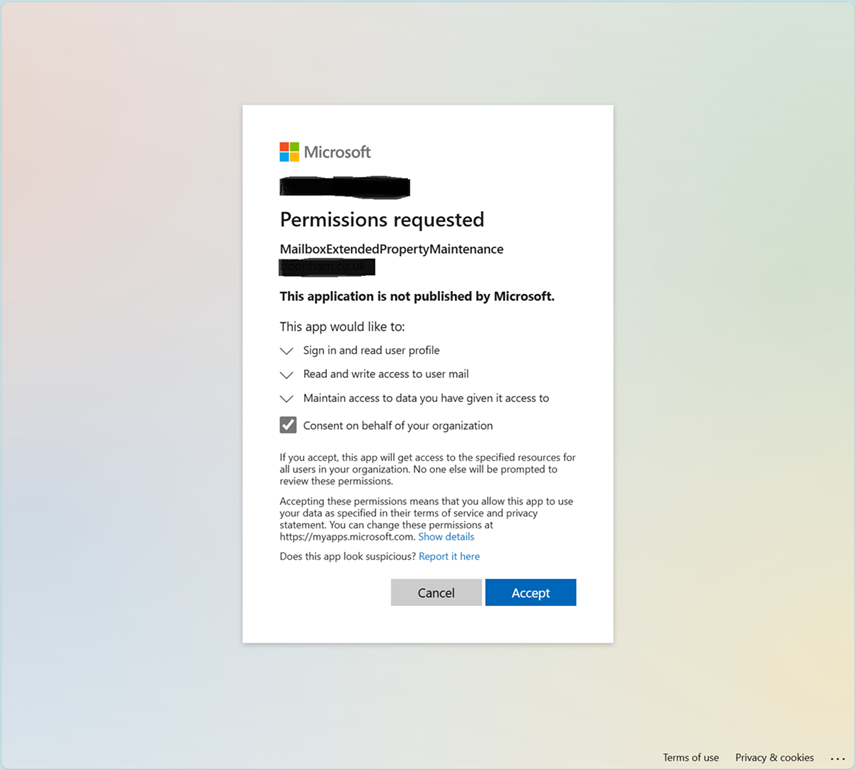 Microsoft
Permissions requested
MailboxExtendedPropertyMaintenance
This application is not published by Microsoft.
This app would like to:
Sign in and read user profile
Read and write access to user mail
Maintain access to data you have given it access to
Consent on behalf of your organization
If you accept, this app will get access to the specified resources for
all users in your organization. No one else will be prompted to
review these permissions.
Accepting these permissions means that you allow this app to use
your data as specified in their terms of service and privacy
statement. You can change these permissions at
https://myapps.microsoft.com. Show details
Does this app look suspicious? Report it here
Cancel Accept
Terms of use Privacy & cookies ...